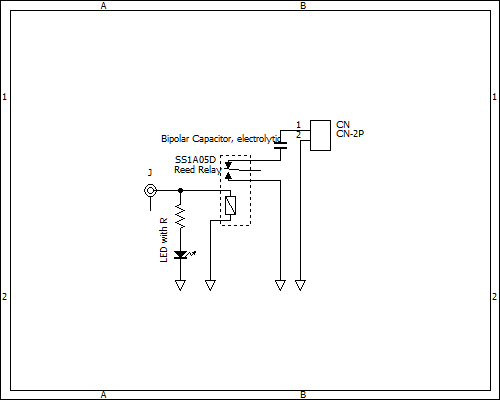 A B
1 1
1 CN
2 CN-2P
Bipolar Capacitor, electrolytic
SS1A05D
Reed Relay
J
LED with R
2 2
A B